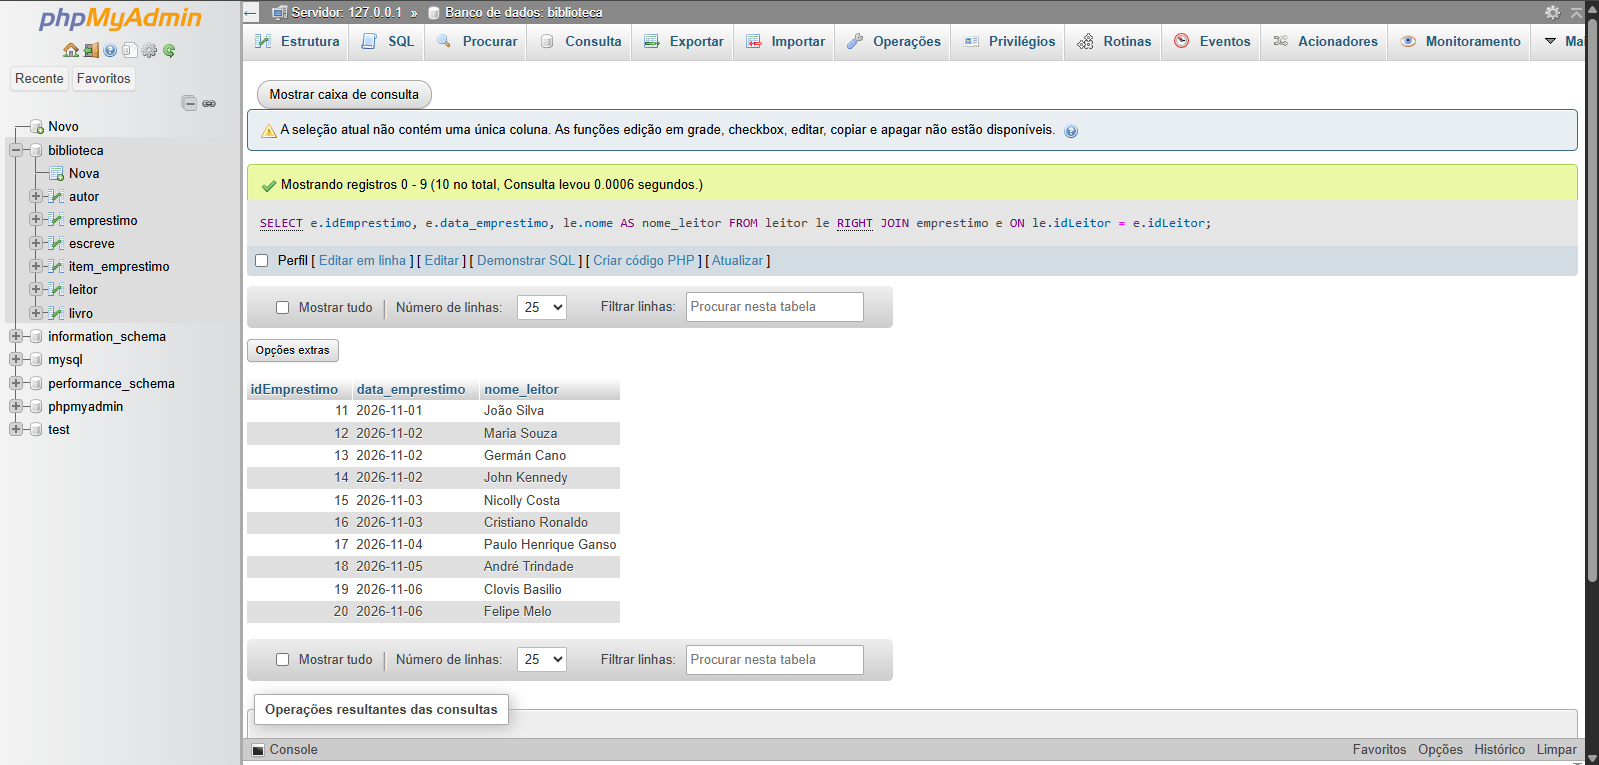 phpMyAdmin
Recente Favoritos
Novo
biblioteca
Nova
autor
emprestimo
escreve
item_emprestimo
leitor
livro
information_schema
mysql
performance_schema
phpmyadmin
test
Servidor: 127.0.0.1 » Banco de dados: biblioteca
Estrutura SQL Procurar Consulta Exportar Importar Operações Privilégios Rotinas Eventos Acionadores Monitoramento Mai
Mostrar caixa de consulta
A seleção atual não contém uma única coluna. As funções edição em grade, checkbox, editar, copiar e apagar não estão disponíveis.
Mostrando registros 0 - 9 (10 no total, Consulta levou 0.0006 segundos.)
SELECT e.idEmprestimo, e.data_emprestimo, le.nome AS nome_leitor FROM leitor le RIGHT JOIN emprestimo e ON le.idLeitor = e.idLeitor;
Perfil [ Editar em linha ] [ Editar ] [ Demonstrar SQL ] [ Criar código PHP ] [ Atualizar ]
Mostrar tudo | Número de linhas: 25 Filtrar linhas: Procurar nesta tabela
Opções extras
idEmprestimo data_emprestimo nome_leitor
11 2026-11-01 João Silva
12 2026-11-02 Maria Souza
13 2026-11-02 Germán Cano
14 2026-11-02 John Kennedy
15 2026-11-03 Nicolly Costa
16 2026-11-03 Cristiano Ronaldo
17 2026-11-04 Paulo Henrique Ganso
18 2026-11-05 André Trindade
19 2026-11-06 Clovis Basilio
20 2026-11-06 Felipe Melo
Mostrar tudo | Número de linhas: 25 Filtrar linhas: Procurar nesta tabela
Operações resultantes das consultas
Console Favoritos Opções Histórico Limpar